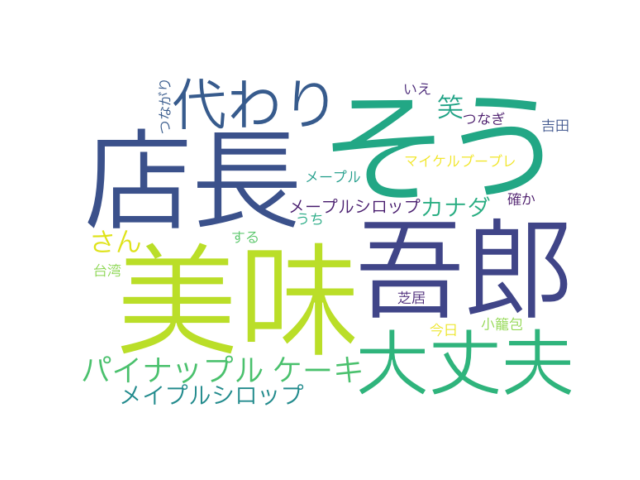 つながり
代わり
そう
いえ
笑
つなぎ
吉田
店長
マイケルブーブレ
メープル
メープルシロップ
カナダ
確か
うち
吾郎
さん
する
美味
台湾
芝居
今日
小籠包
大丈夫
パイナップル ケーキ
メイプルシロップ